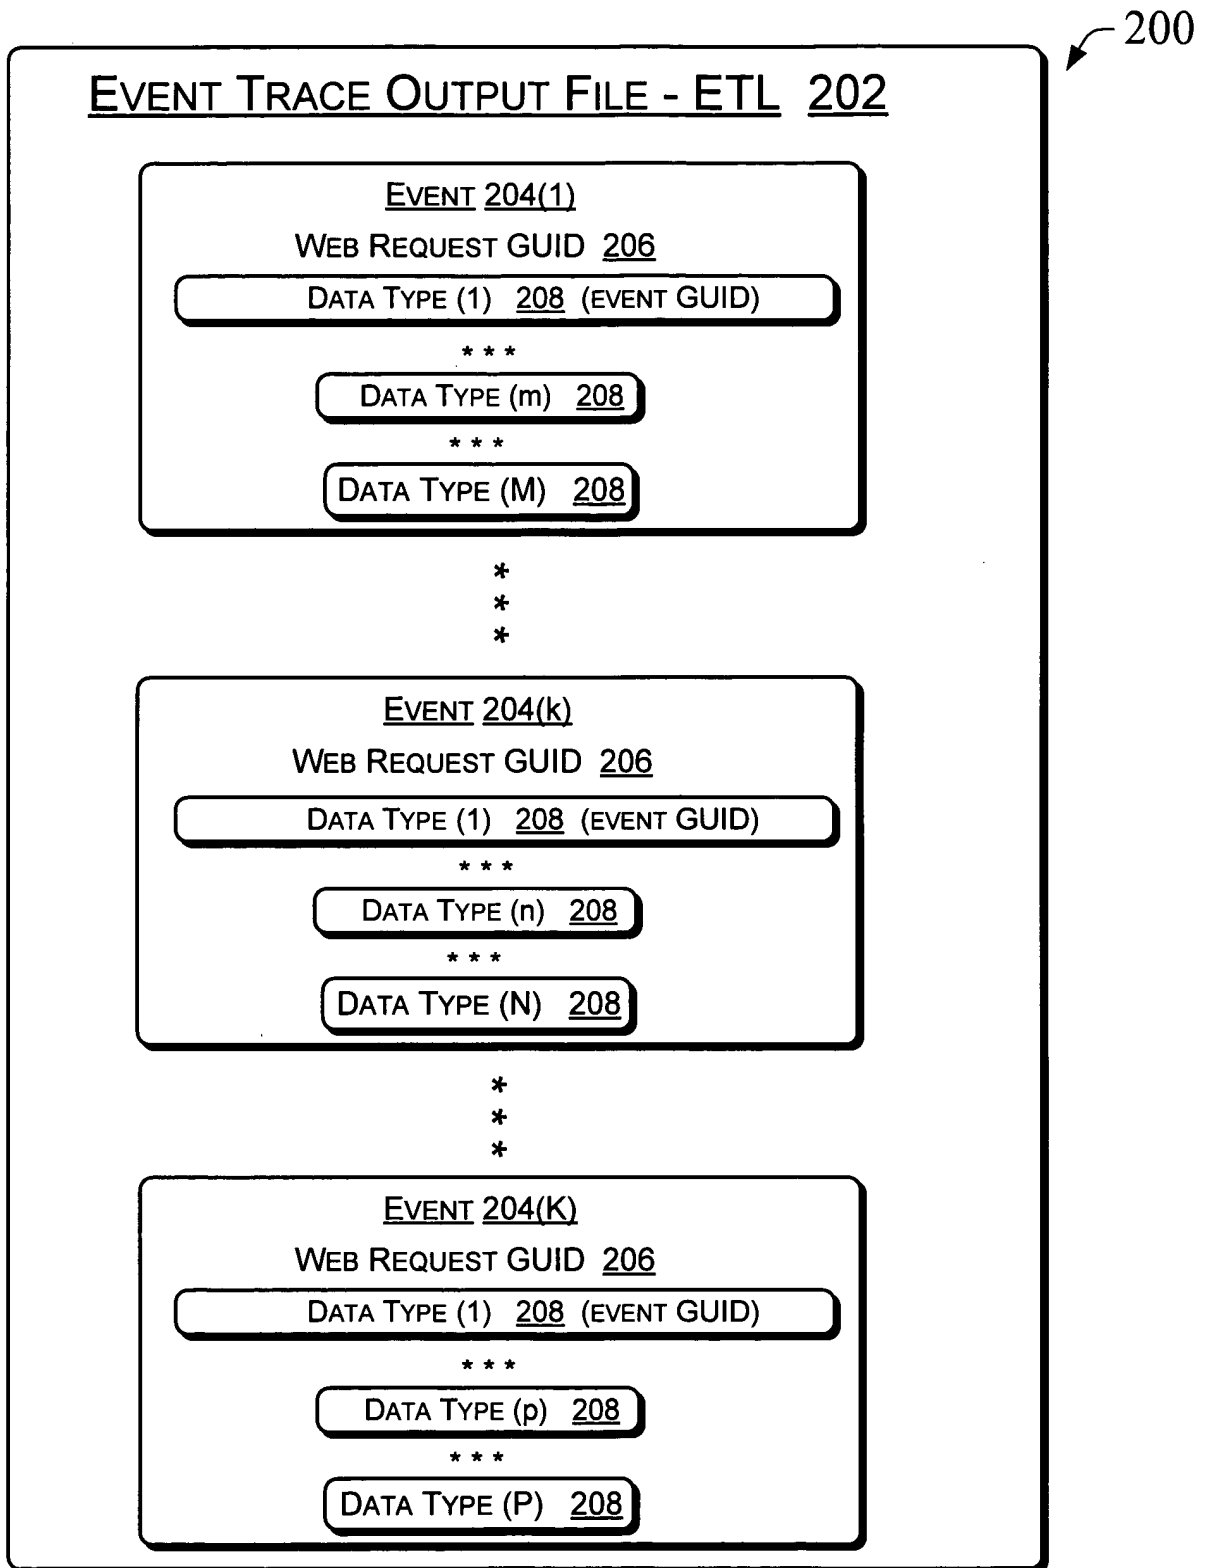 200
EVENT TRACE OUTPUT FILE - ETL 202
EVENT 204(1)
WEB REQUEST GUID 206
DATA TYPE (1) 208 (EVENT GUID)
* * *
DATA TYPE (m) 208
* * *
DATA TYPE (M) 208
*
*
*
EVENT 204(k)
WEB REQUEST GUID 206
DATA TYPE (1) 208 (EVENT GUID)
* * *
DATA TYPE (n) 208
* * *
DATA TYPE (N) 208
*
*
*
EVENT 204(K)
WEB REQUEST GUID 206
DATA TYPE (1) 208 (EVENT GUID)
* * *
DATA TYPE (p) 208
* * *
DATA TYPE (P) 208